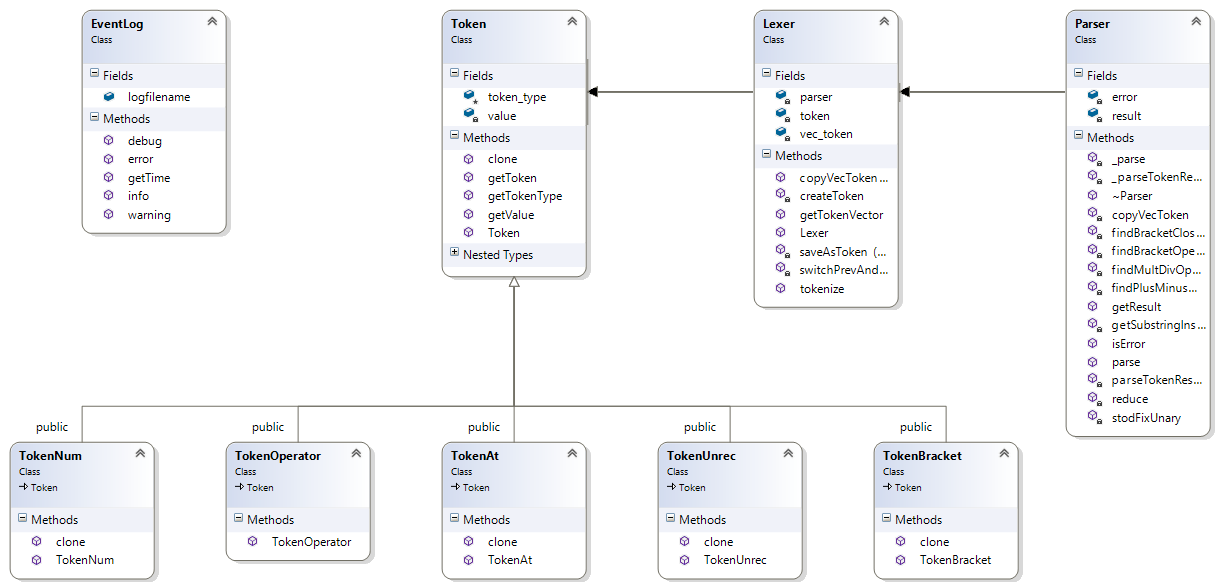 EventLog
Class
Fields
logfilename
Methods
debug
error
getTime
info
warning
Token
Class
Fields
token_type
value
Methods
clone
getToken
getTokenType
getValue
Token
Nested Types
Lexer
Class
Fields
parser
token
vec_token
Methods
copyVecToken ...
createToken
getTokenVector
Lexer
saveAsToken (...
switchPrevAnd...
tokenize
Parser
Class
Fields
error
result
Methods
_parse
_parseTokenRe...
~Parser
copyVecToken
findBracketClos...
findBracketOpe...
findMultDivOp...
findPlusMinus...
getResult
getSubstringIns...
isError
parse
parseTokenRes...
reduce
stodFixUnary
public
public
public
public
public
TokenNum
Class
Token
Methods
clone
TokenNum
TokenOperator
Class
Token
Methods
TokenOperator
TokenAt
Class
Token
Methods
clone
TokenAt
TokenUnrec
Class
Token
Methods
clone
TokenUnrec
TokenBracket
Class
Token
Methods
clone
TokenBracket